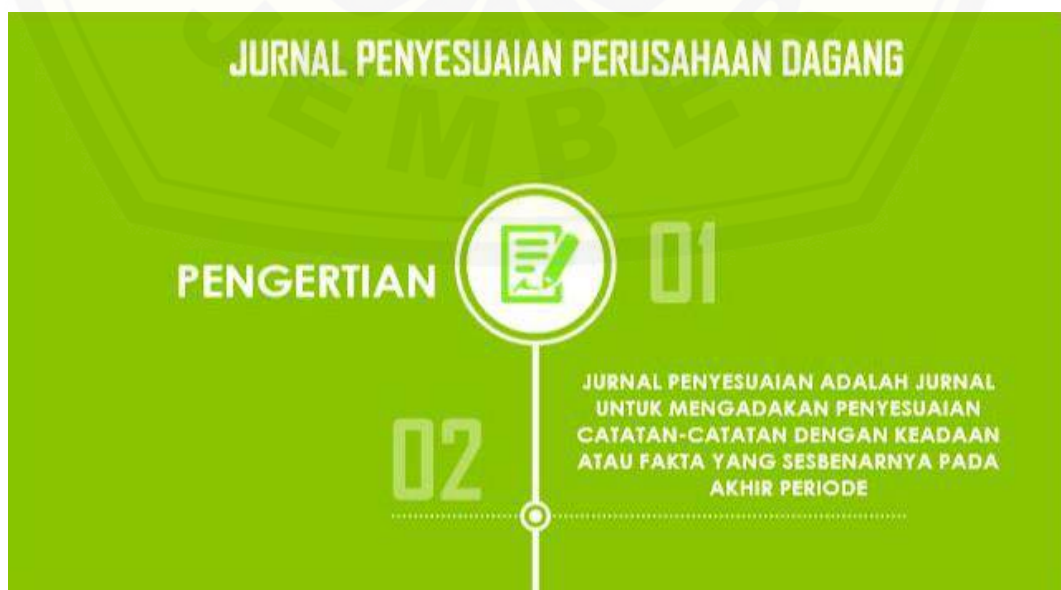 JURNAL PENYESUAIAN PERUSAHAAN DAGANG
PENGERTIAN
01
JURNAL PENYESUAIAN ADALAH JURNAL
UNTUK MENGADAKAN PENYESUAIAN
CATATAN-CATATAN DENGAN KEADAAN
ATAU FAKTA YANG SESBENARNYA PADA
AKHIR PERIODE
02